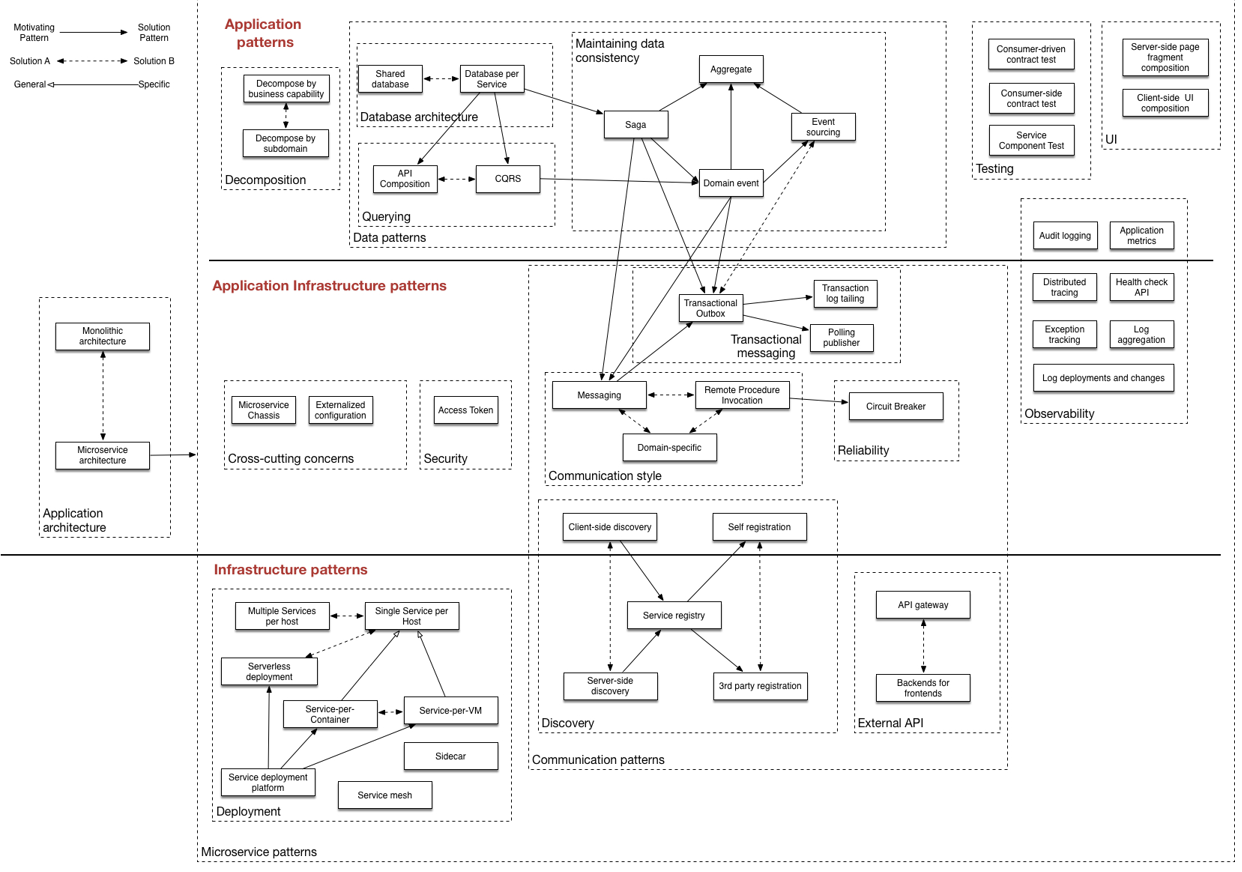 Motivating
Pattern
Solution
Pattern
Solution A
Solution B
General
Specific
Application
patterns
Decompose by
business capability
Decompose by
subdomain
Decomposition
Shared
database
Database per
Service
Database architecture
API
Composition
CQRS
Querying
Data patterns
Maintaining data
consistency
Aggregate
Saga
Event
sourcing
Domain event
Consumer-driven
contract test
Consumer-side
contract test
Service
Component Test
Testing
Server-side page
fragment
composition
Client-side UI
composition
UI
Audit logging
Application
metrics
Distributed
tracing
Health check
API
Exception
tracking
Log
aggregation
Log deployments and changes
Observability
Application Infrastructure patterns
Monolithic
architecture
Microservice
architecture
Application
architecture
Microservice
Chassis
Externalized
configuration
Cross-cutting concerns
Access Token
Security
Transactional
Outbox
Transaction
log tailing
Polling
publisher
Transactional
messaging
Messaging
Remote Procedure
Invocation
Domain-specific
Communication style
Circuit Breaker
Reliability
Client-side discovery
Self registration
Service registry
Server-side
discovery
3rd party registration
Discovery
Communication patterns
Infrastructure patterns
Multiple Services
per host
Single Service per
Host
Serverless
deployment
Service-per-
Container
Service-per-VM
Sidecar
Service deployment
platform
Service mesh
Deployment
API gateway
Backends for
frontends
External API
Microservice patterns